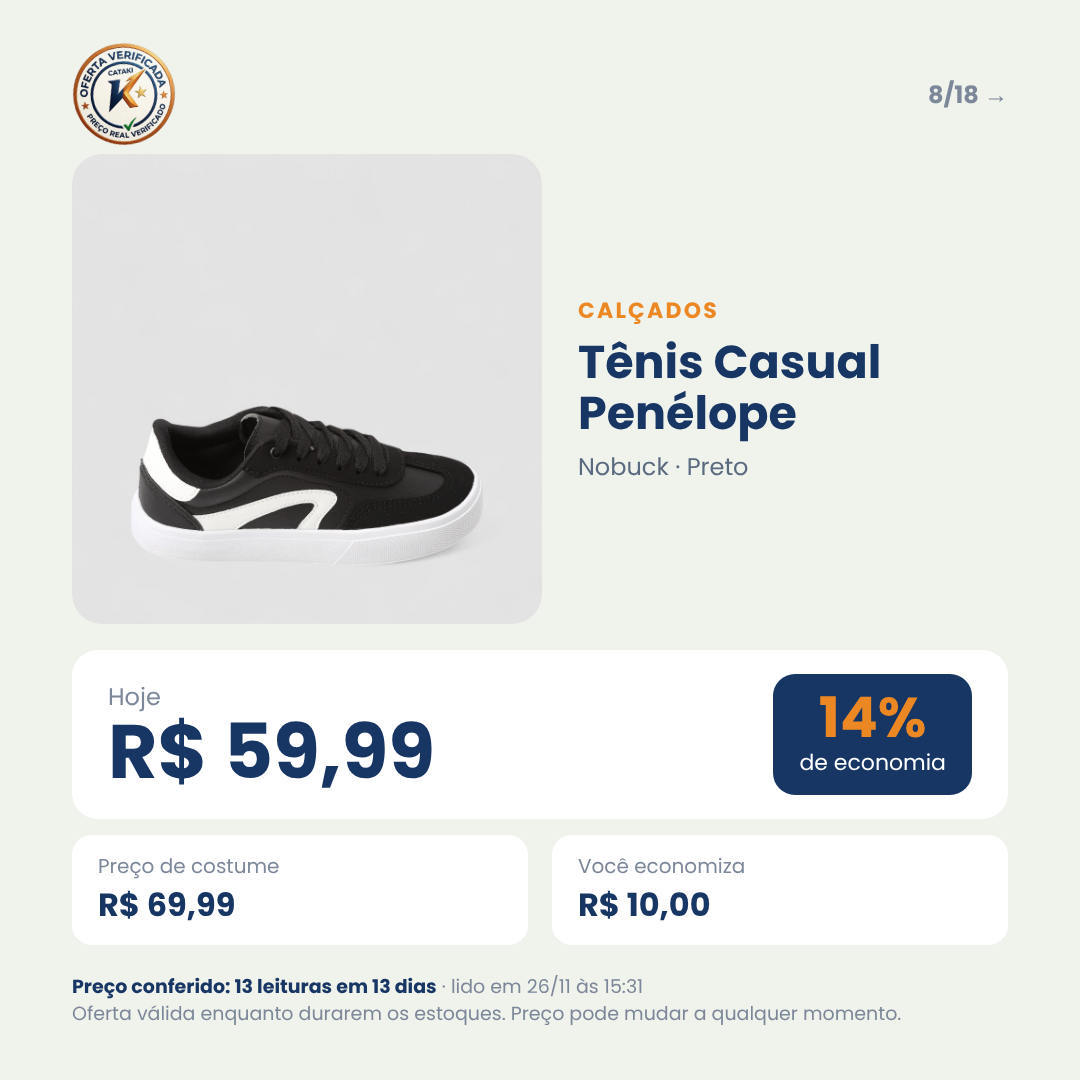 OFERTA VERIFICADA
CATAKI
K
PREÇO REAL VERIFICADO
8/18 →
CALÇADOS
Tênis Casual
Penélope
Nobuck · Preto
Hoje
R$ 59,99
14%
de economia
Preço de costume
R$ 69,99
Você economiza
R$ 10,00
Preço conferido: 13 leituras em 13 dias · lido em 26/11 às 15:31
Oferta válida enquanto durarem os estoques. Preço pode mudar a qualquer momento.